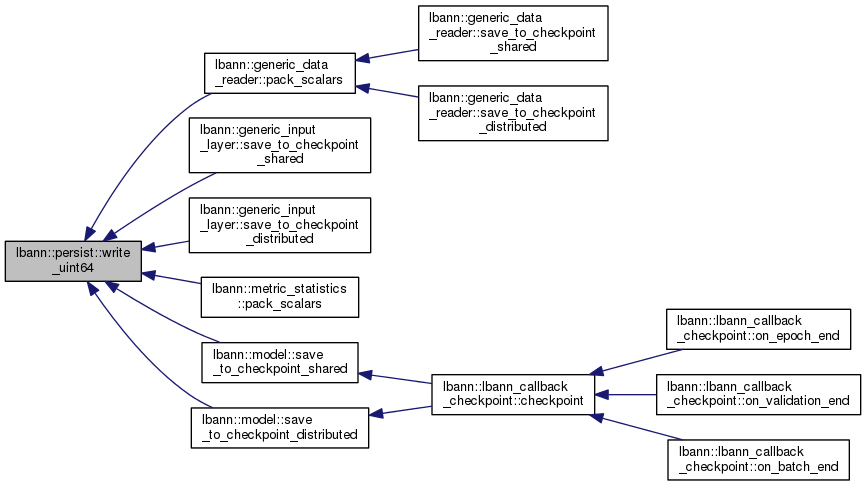 lbann::persist::write
_uint64
lbann::generic_data
_reader::pack_scalars
lbann::generic_data
_reader::save_to_checkpoint
_shared
lbann::generic_data
_reader::save_to_checkpoint
_distributed
lbann::generic_input
_layer::save_to_checkpoint
_shared
lbann::generic_input
_layer::save_to_checkpoint
_distributed
lbann::metric_statistics
::pack_scalars
lbann::model::save
_to_checkpoint_shared
lbann::model::save
_to_checkpoint_distributed
lbann::lbann_callback
_checkpoint::checkpoint
lbann::lbann_callback
_checkpoint::on_epoch_end
lbann::lbann_callback
_checkpoint::on_validation_end
lbann::lbann_callback
_checkpoint::on_batch_end